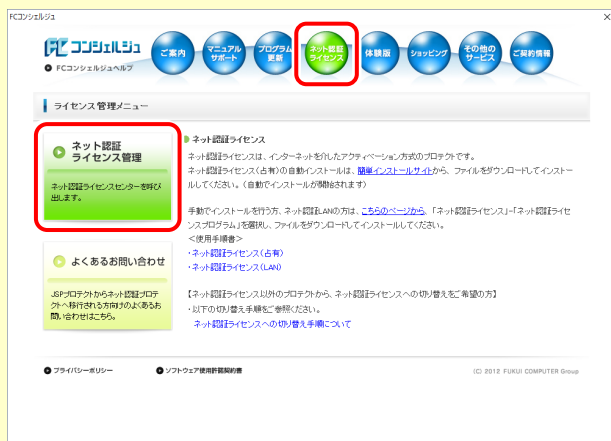 FCコンシェルジュ
FCコンシェルジュ
FCコンシェルジュヘルプ
ご案内
マニュアル
サポート
プログラム
更新
ネット認証
ライセンス
体験版
ショッピング
その他の
サービス
ご契約情報
ライセンス管理メニュー
ネット認証
ライセンス管理
ネット認証ライセンスセンターを呼び
出します。
よくあるお問い合わせ
JSPプロテクトからネット認証プロテ
クトへ移行される方向けのよくあるお
問い合わせはこちら。
ネット認証ライセンス
ネット認証ライセンスは、インターネットを介したアクティベーション方式のプロテクトです。
ネット認証ライセンス(占有)の自動インストールは、簡単インストールサイトから、ファイルをダウンロードしてインストー
ルしてください。(自動でインストールが開始されます)
手動でインストールを行う方、ネット認証LANの方は、こちらのページから、「ネット認証ライセンス」-「ネット認証ライセ
ンスプログラム」を選択し、ファイルをダウンロードしてインストールしてください。
<使用手順書>
・ネット認証ライセンス(占有)
・ネット認証ライセンス(LAN)
【ネット認証ライセンス以外のプロテクトから、ネット認証ライセンスへの切り替えをご希望の方】
・以下の切り替え手順をご参照ください。
ネット認証ライセンスへの切り替え手順について
プライバシーポリシー
ソフトウェア使用許諾契約書
(C) 2012 FUKUI COMPUTER Group